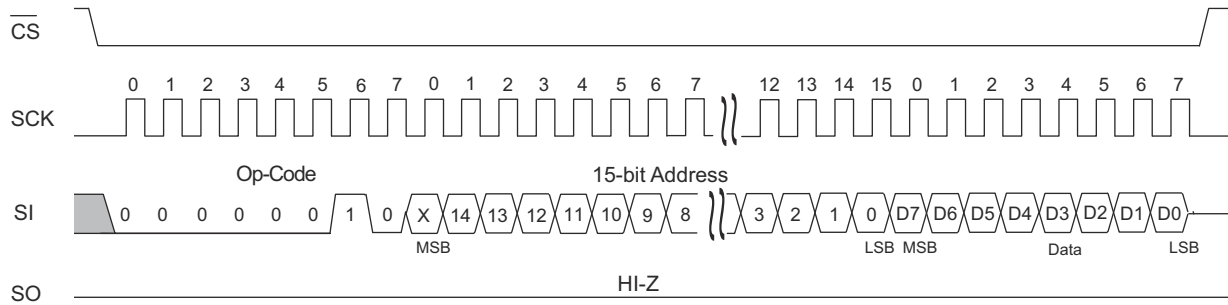 CS
0 1 2 3 4 5 6 7 0 1 2 3 4 5 6 7 12 13 14 15 0 1 2 3 4 5 6 7
SCK
Op-Code 15-bit Address
SI 0 0 0 0 0 0 1 0 X 14 13 12 11 10 9 8 3 2 1 0 D7 D6 D5 D4 D3 D2 D1 D0
MSB LSB MSB Data LSB
HI-Z
SO